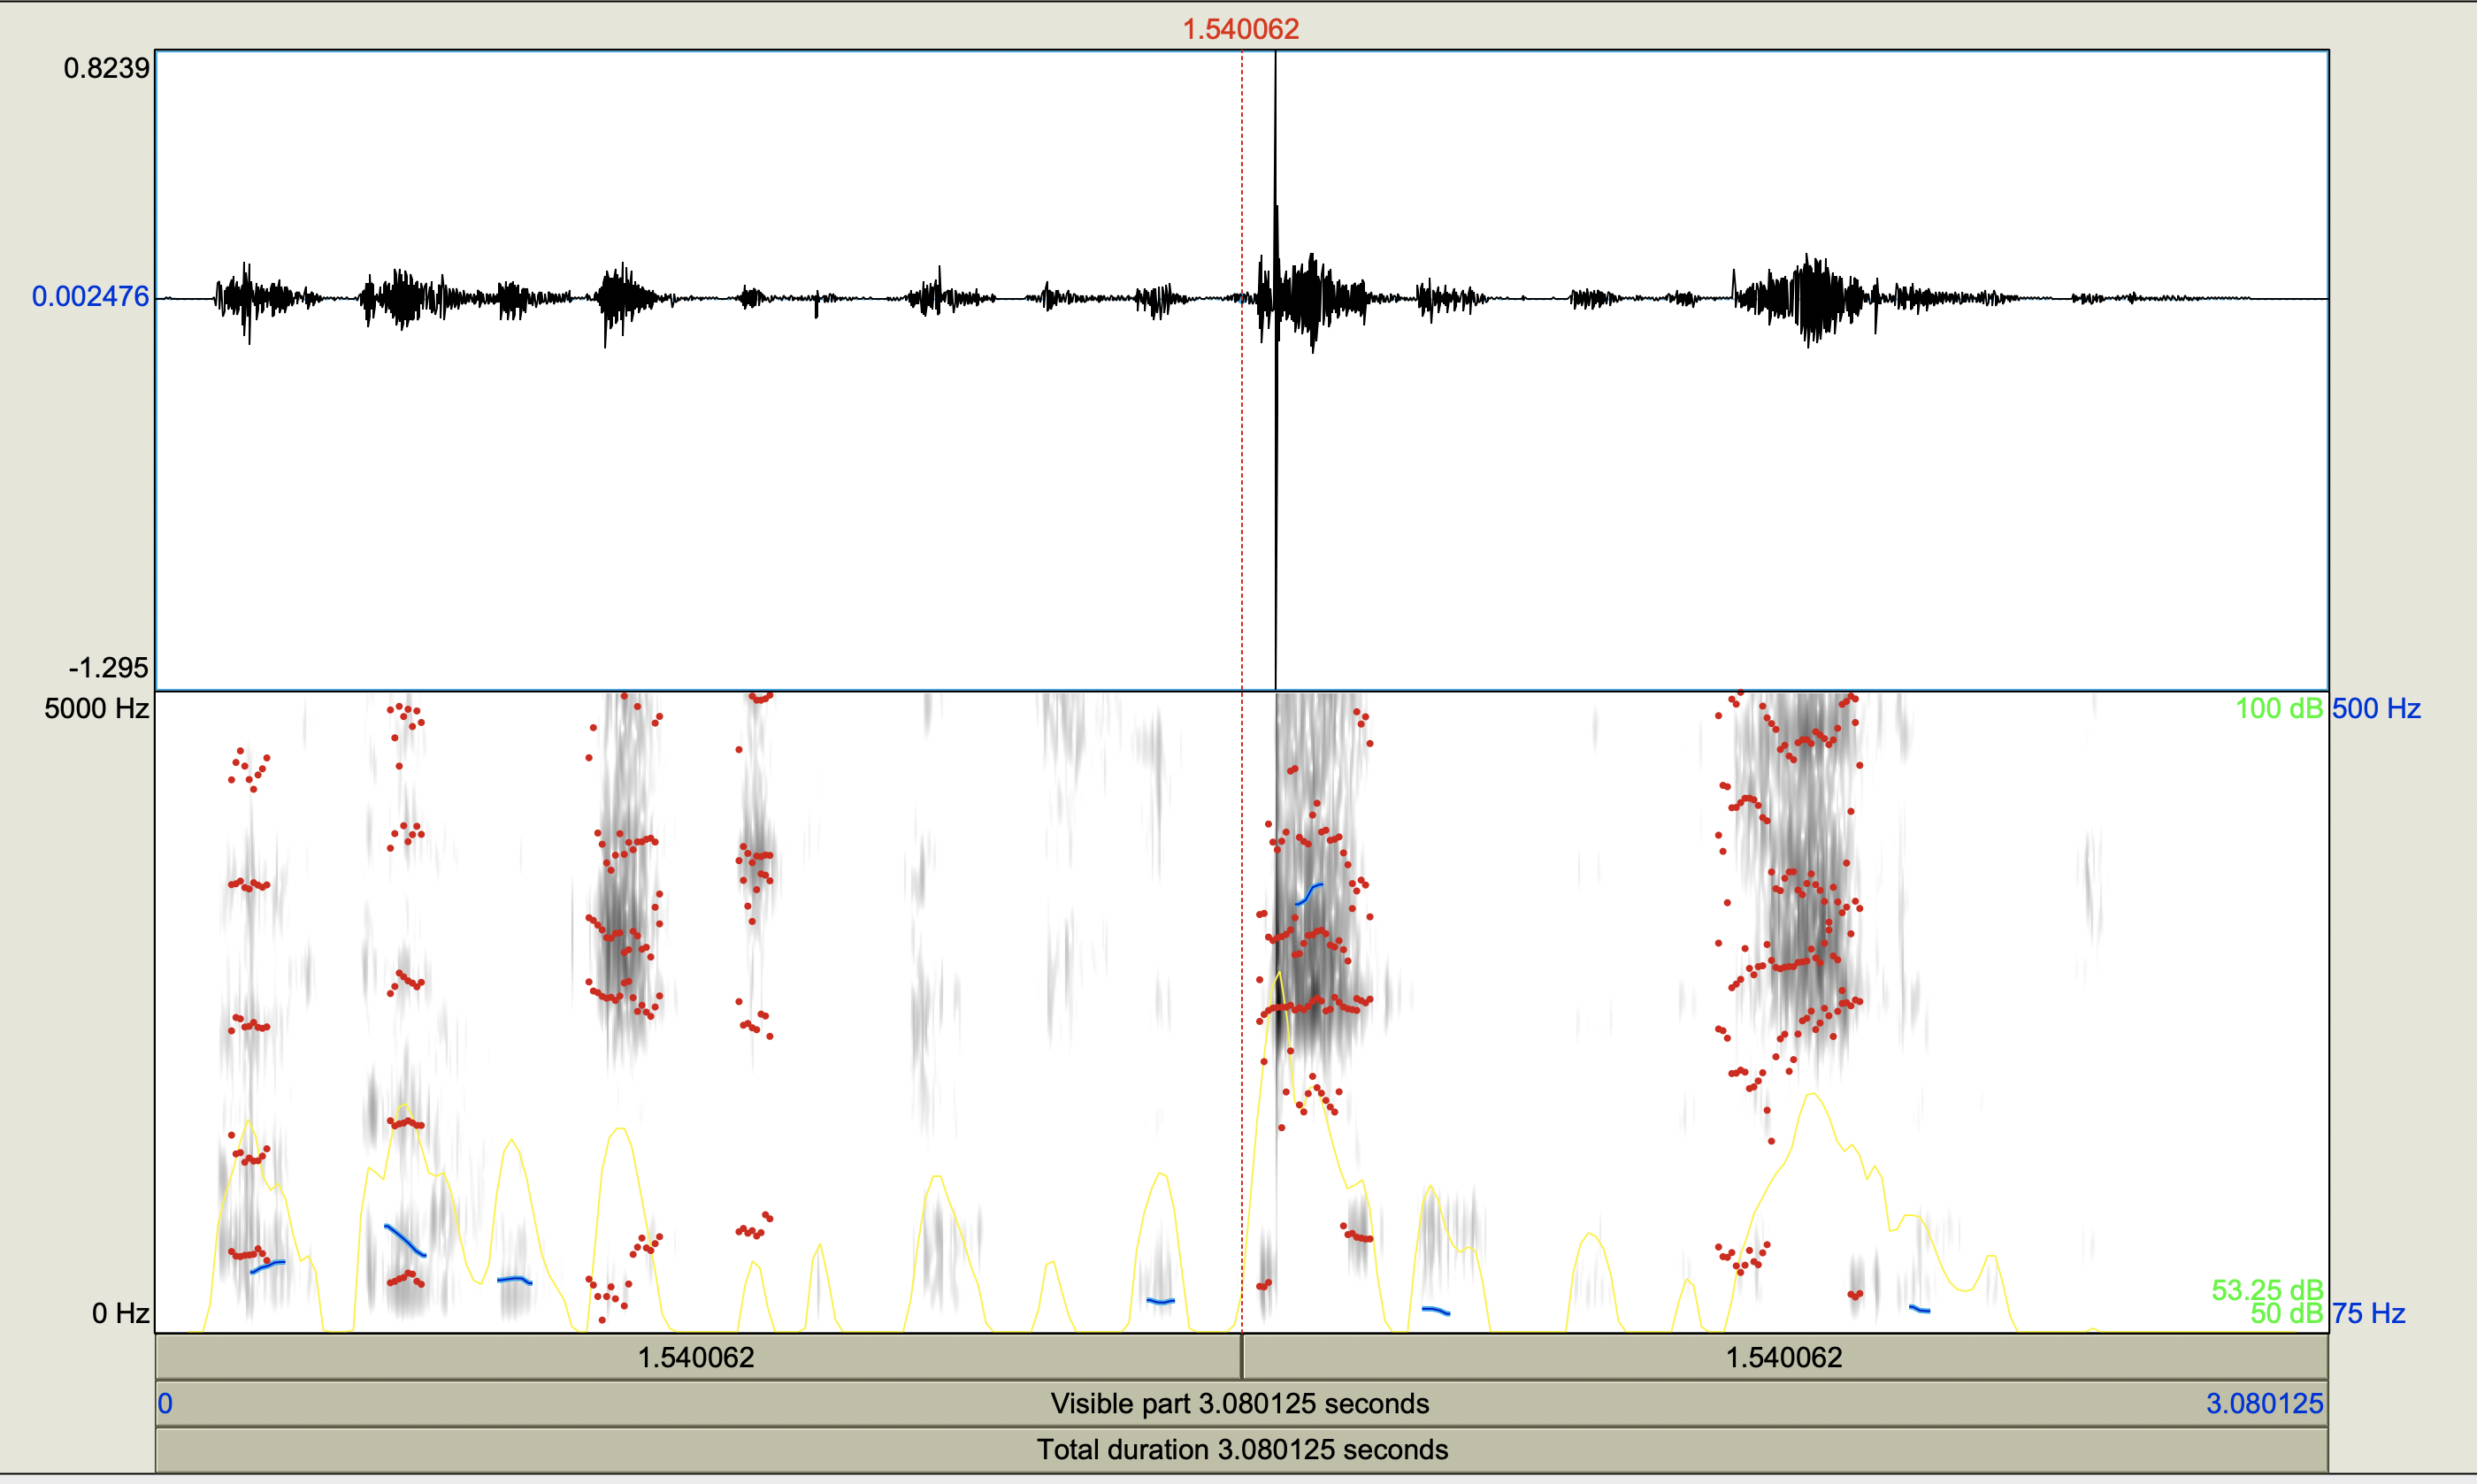 1.540062
0.8239
0.002476
-1.295
5000 Hz
100 dB 500 Hz
53.25 dB
0 Hz
50 dB 75 Hz
1.540062 1.540062
0 Visible part 3.080125 seconds 3.080125
Total duration 3.080125 seconds